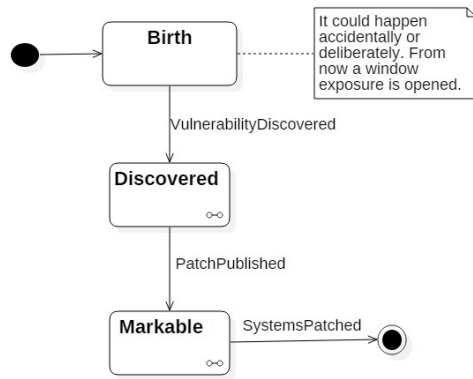 Birth
It could happen
accidentally or
deliberately. From
now a window
exposure is opened.
VulnerabilityDiscovered
Discovered
PatchPublished
Markable
SystemsPatched